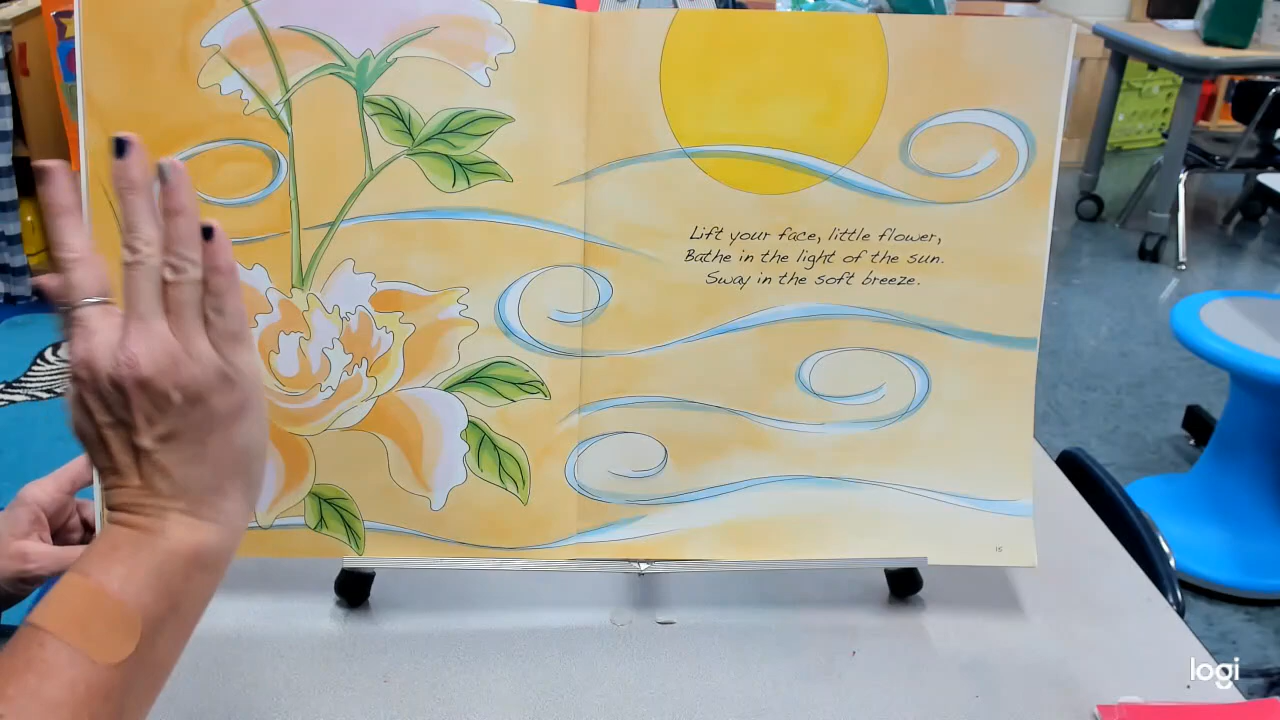 Lift your face, little flower,
Bathe in the light of the sun.
Sway in the soft breeze.
15
logi